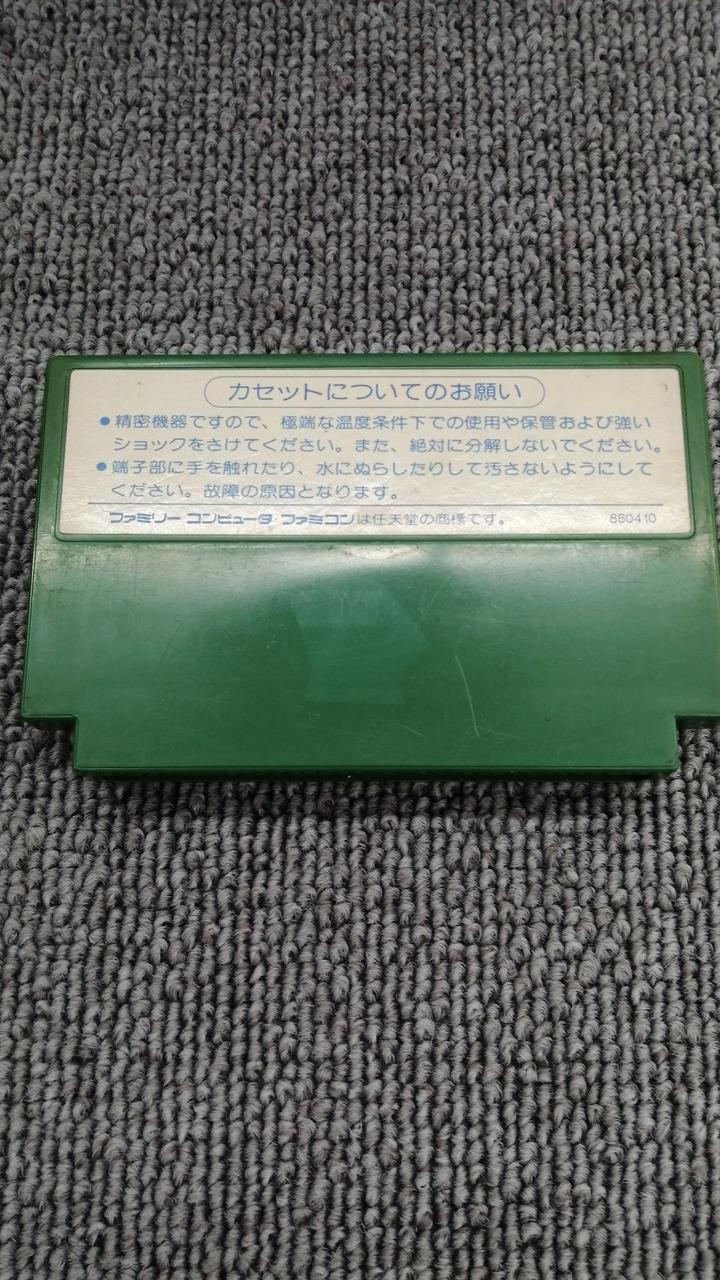 カセットについてのお願い
●精密機器ですので、極端な温度条件下での使用や保管および強い
ショックをさけてください。また、絶対に分解しないでください。
●端子部に手を触れたり、水にぬらしたりして汚さないようにして
ください。故障の原因となります。
ファミリー コンピュータ・ファミコンは任天堂の商標です。 860410